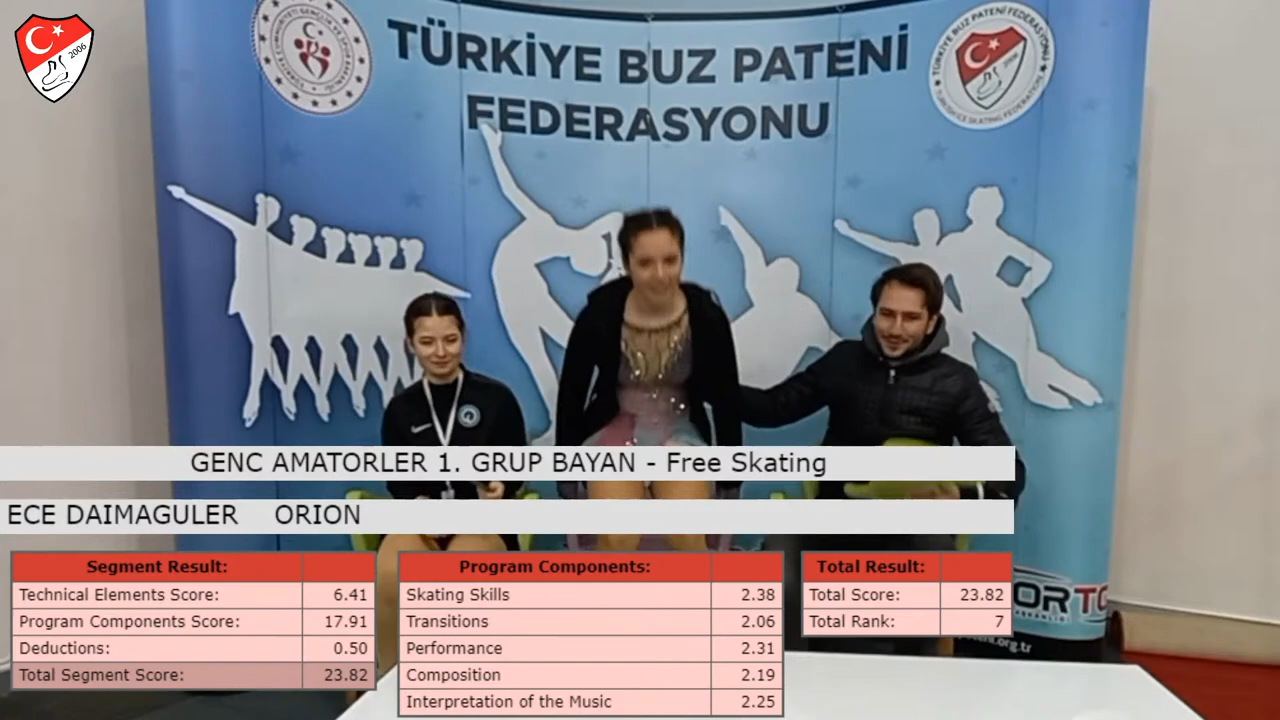 2006
TÜRKİYE BUZ PATENİ
FEDERASYONU
GENC AMATORLER 1. GRUP BAYAN - Free Skating
ECE DAIMAGULER ORION
Segment Result:
Technical Elements Score: 6.41
Program Components Score: 17.91
Deductions: 0.50
Total Segment Score: 23.82
Program Components:
Skating Skills 2.38
Transitions 2.06
Performance 2.31
Composition 2.19
Interpretation of the Music 2.25
Total Result:
Total Score: 23.82
Total Rank: 7